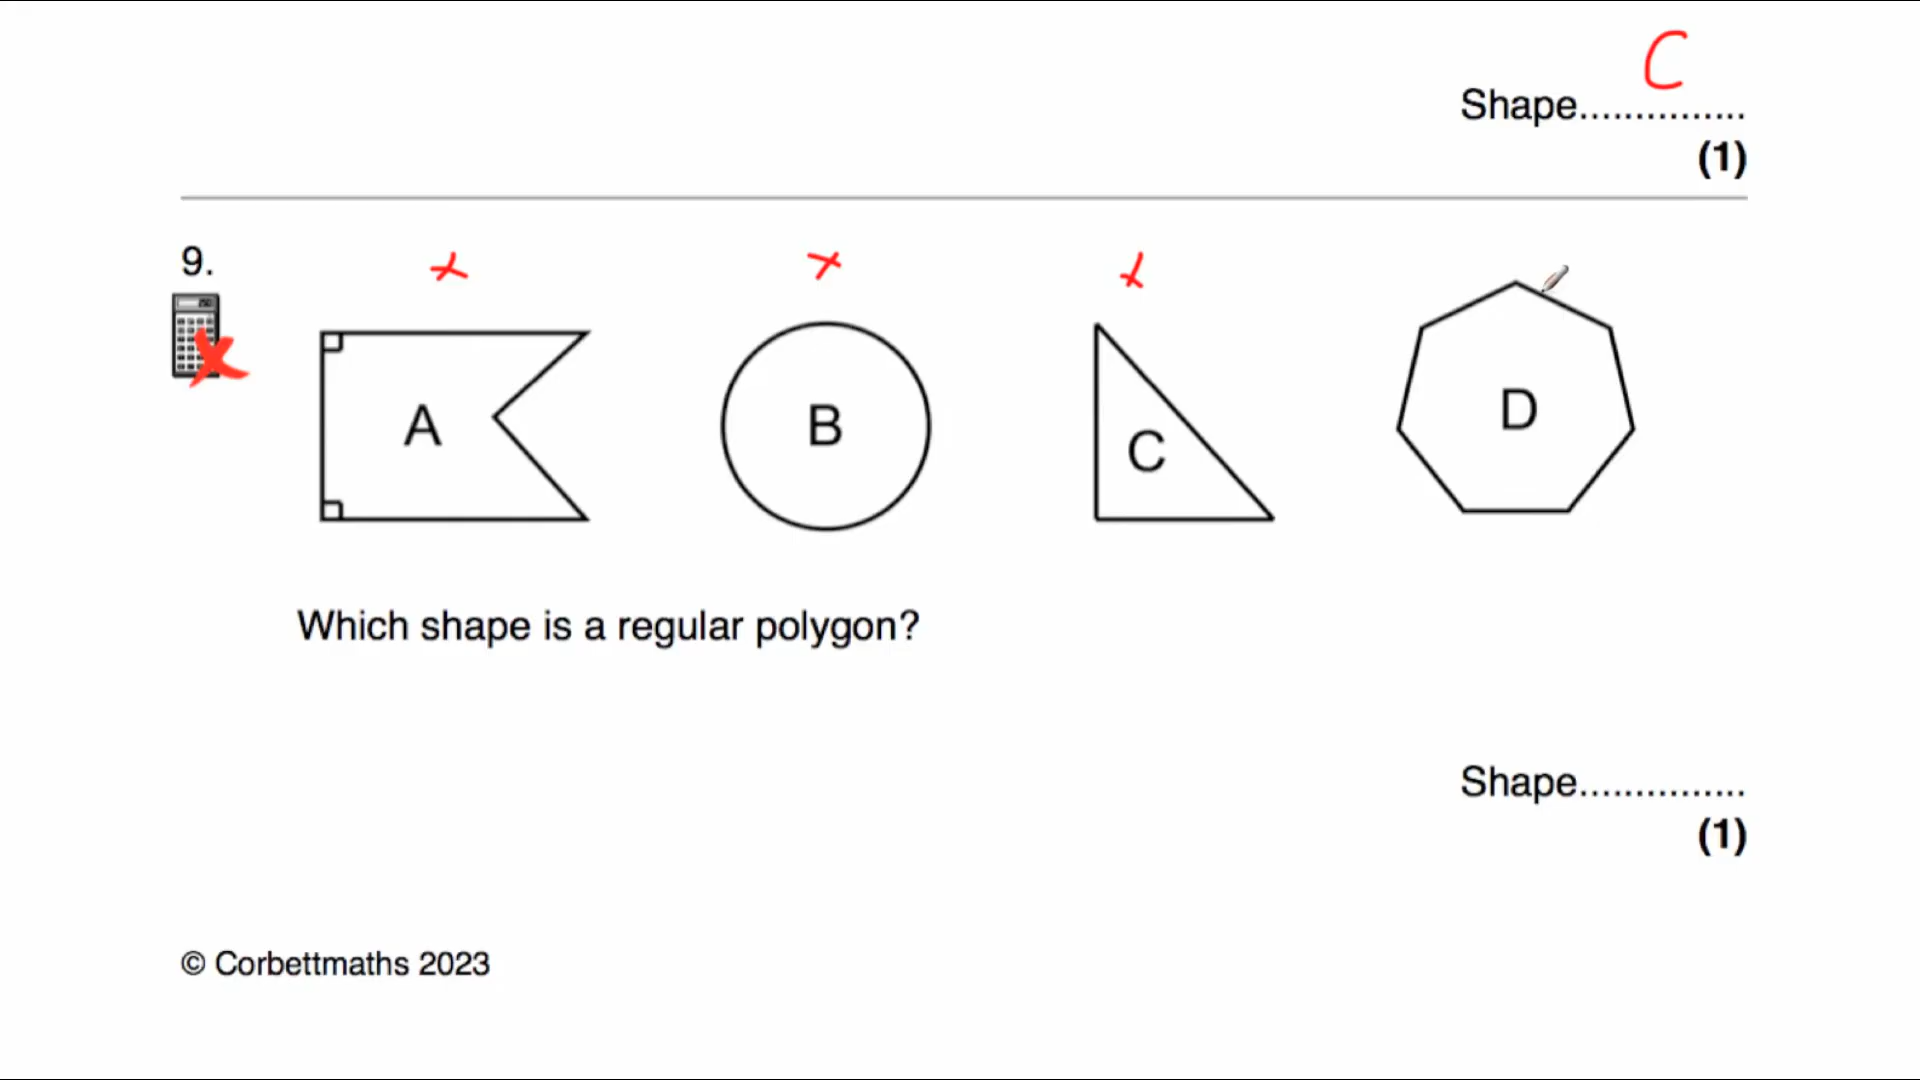 C
Shape...............
(1)
9.
A
B
C
D
Which shape is a regular polygon?
Shape...............
(1)
© Corbettmaths 2023